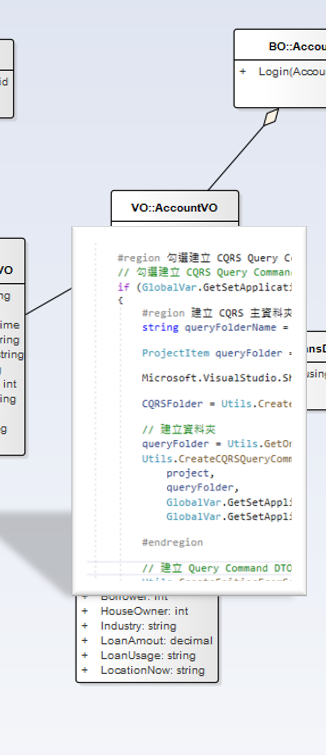 BO::Accou
id
+ Login(Accou
VO::AccountVO
VO
ng
ime
ring
string
int
ing
g
nsD
using
#region 勾選建立 CQRS Query C
// 勾選建立 CQRS Query Comman
if (GlobalVar.GetSetApplicati
{
#region 建立 CQRS 主資料夾
string queryFolderName =
ProjectItem queryFolder =
Microsoft.VisualStudio.Sh
CQRSFolder = Utils.Create
// 建立資料夾
queryFolder = Utils.GetOr
Utils.CreateCQRSQueryComm
project,
queryFolder,
GlobalVar.GetSetAppli
GlobalVar.GetSetAppli
#endregion
// 建立 Query Command DTO
+ Borrower: int
+ HouseOwner: int
+ Industry: string
+ LoanAmout: decimal
+ LoanUsage: string
+ LocationNow: string